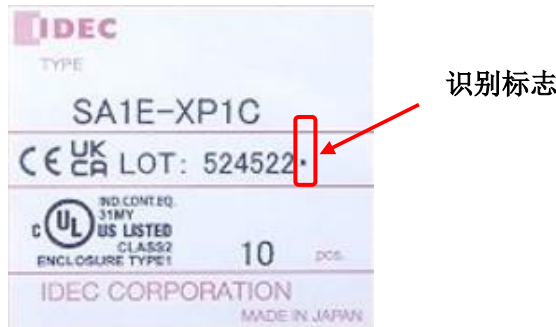 IDEC
TYPE
SA1E-XP1C
识别标志
CE UK CA LOT: 524522・
IND.CONT.EQ.
31MY
C UL US LISTED
CLASS2
ENCLOSURE TYPE1
10 pcs.
IDEC CORPORATION
MADE IN JAPAN